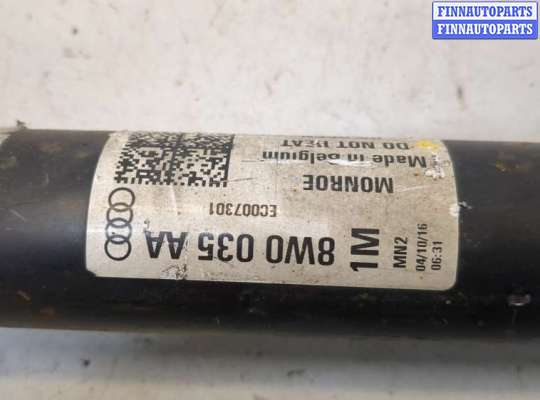 FINNAUTOPARTS
FINNAUTOPARTS
DO NOT HEAT
Made in Belgium
MONROE
EC007301
8W0 035 AA
1M
MN2
04/10/16
06:31